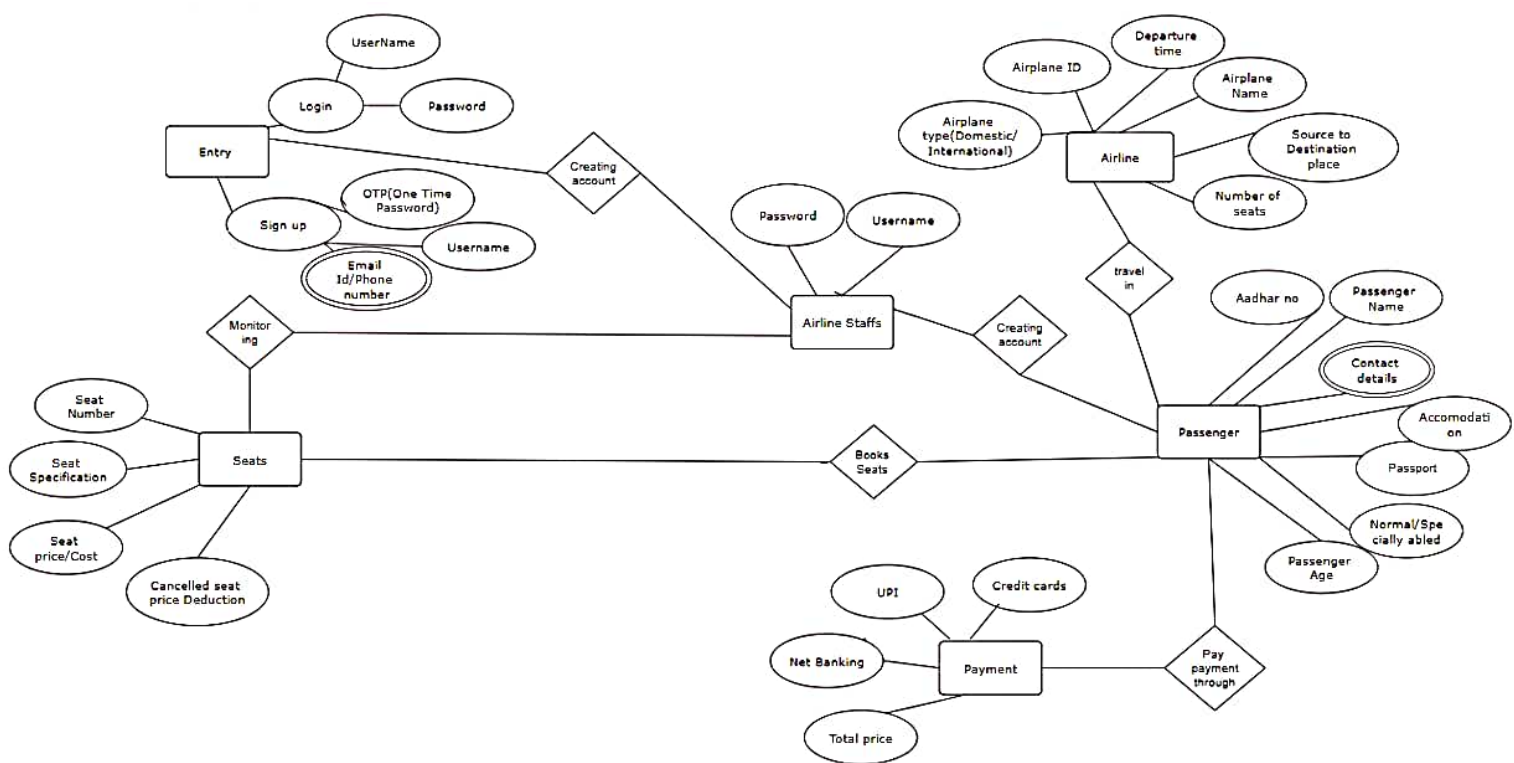 UserName
Login
Password
Entry
Creating
account
OTP(One Time
Password)
Sign up
Username
Email
Id/Phone
number
Departure
time
Airplane ID
Airplane
Name
Airplane
type(Domestic/
International)
Airline
Source to
Destination
place
Number of
seats
Password
Username
travel
in
Airline Staffs
Creating
account
Monitor
ing
Aadhar no
Passenger
Name
Contact
details
Accomodati
on
Passenger
Passport
Normal/Spe
cially abled
Passenger
Age
Seat
Number
Seat
Specification
Seats
Books
Seats
Seat
price/Cost
Cancelled seat
price Deduction
UPI
Credit cards
Net Banking
Payment
Pay
payment
through
Total price